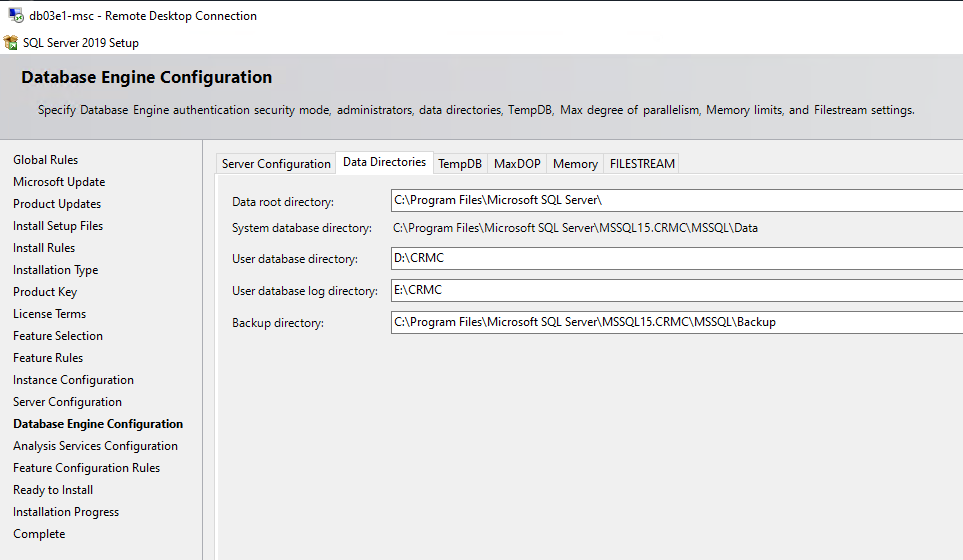 db03e1-msc - Remote Desktop Connection
SQL Server 2019 Setup
Database Engine Configuration
Specify Database Engine authentication security mode, administrators, data directories, TempDB, Max degree of parallelism, Memory limits, and Filestream settings.
Global Rules
Microsoft Update
Product Updates
Install Setup Files
Install Rules
Installation Type
Product Key
License Terms
Feature Selection
Feature Rules
Instance Configuration
Server Configuration
Database Engine Configuration
Analysis Services Configuration
Feature Configuration Rules
Ready to Install
Installation Progress
Complete
Server Configuration Data Directories TempDB MaxDOP Memory FILESTREAM
Data root directory: C:\Program Files\Microsoft SQL Server\
System database directory: C:\Program Files\Microsoft SQL Server\MSSQL15.CRMC\MSSQL\Data
User database directory: D:\CRMC
User database log directory: E:\CRMC
Backup directory: C:\Program Files\Microsoft SQL Server\MSSQL15.CRMC\MSSQL\Backup